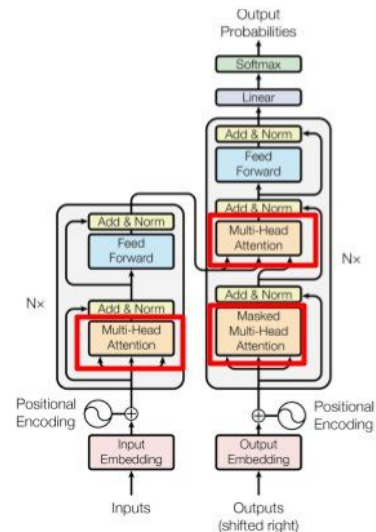 Output
Probabilities
Softmax
Linear
Add & Norm
Feed
Forward
Add & Norm
Multi-Head
Attention
Add & Norm
Masked
Multi-Head
Attention
N×
Add & Norm
Feed
Forward
Add & Norm
Multi-Head
Attention
N×
Positional
Encoding
Positional
Encoding
Input
Embedding
Output
Embedding
Inputs
Outputs
(shifted right)